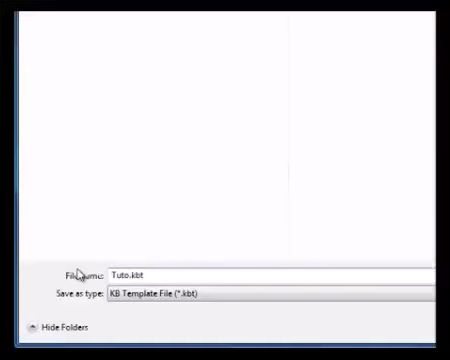 File name: Tuto.kbt
Save as type: KB Template File (*.kbt)
Hide Folders